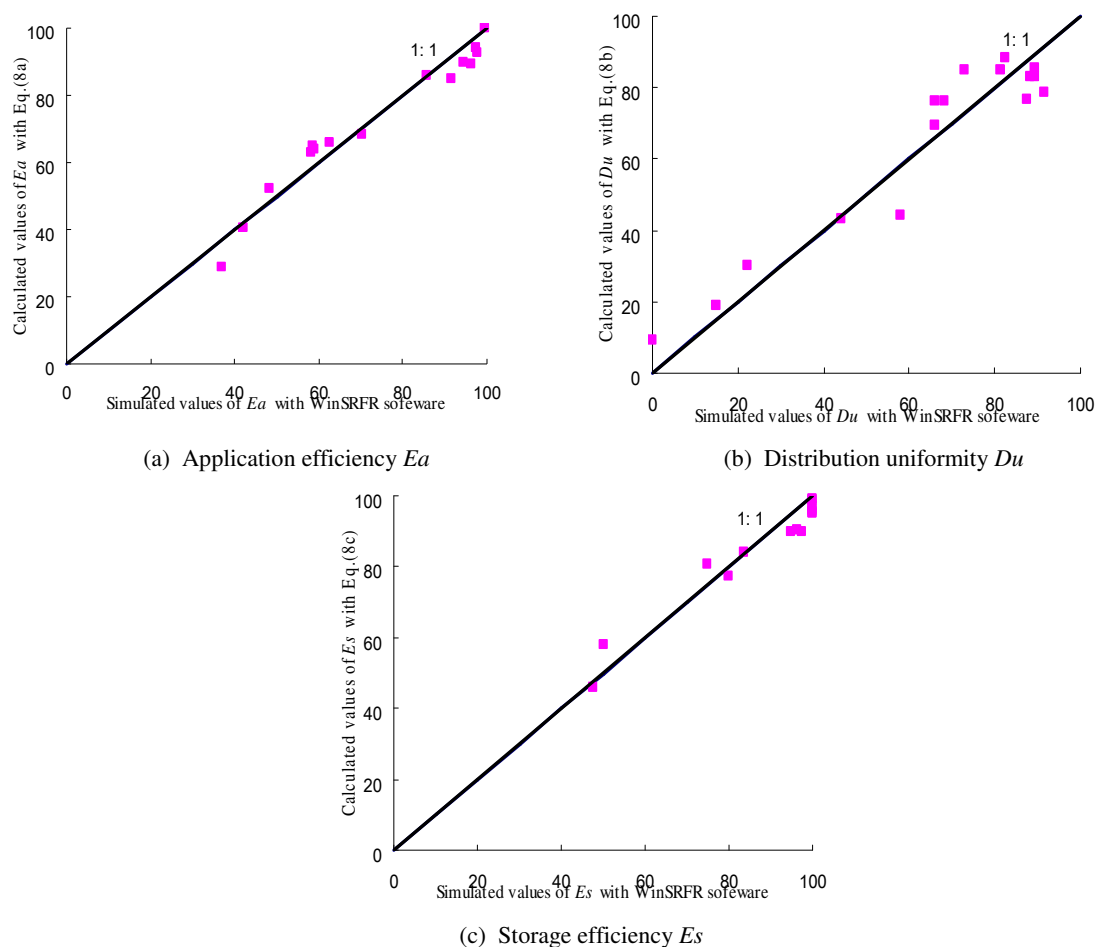 100
80
60
40
20
0
Calculated values of Ea with Eq.(8a)
1: 1
0 20 40 60 80 100
Simulated values of Ea with WinSRFR sofeware
(a) Application efficiency Ea
100
80
60
40
20
0
Calculated values of Du with Eq.(8b)
1: 1
0 20 40 60 80 100
Simulated values of Du with WinSRFR sofeware
(b) Distribution uniformity Du
100
80
60
40
20
0
Calculated values of Es with Eq.(8c)
1: 1
0 20 40 60 80 100
Simulated values of Es with WinSRFR sofeware
(c) Storage efficiency Es